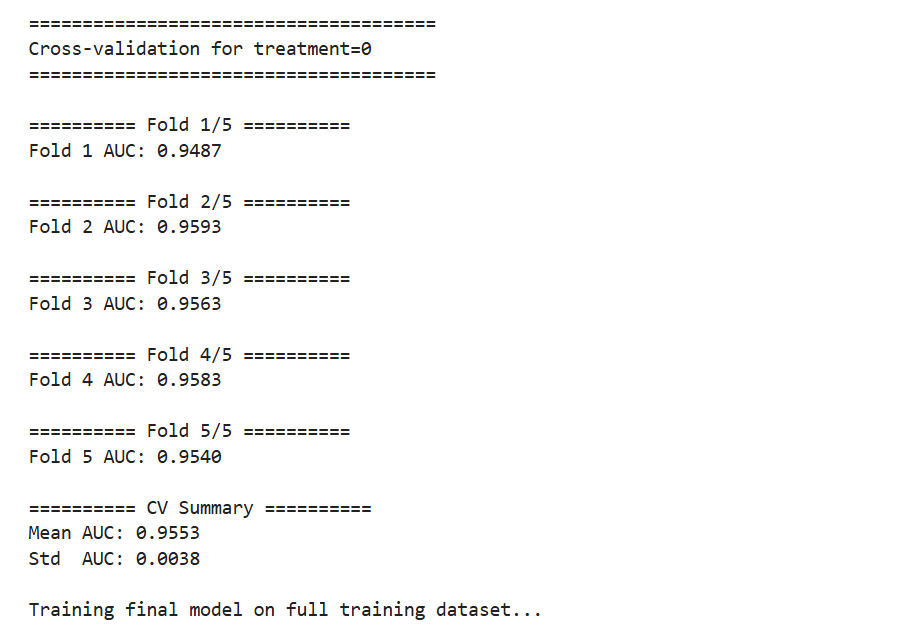 ======================================
Cross-validation for treatment=0
======================================
========== Fold 1/5 ==========
Fold 1 AUC: 0.9487
========== Fold 2/5 ==========
Fold 2 AUC: 0.9593
========== Fold 3/5 ==========
Fold 3 AUC: 0.9563
========== Fold 4/5 ==========
Fold 4 AUC: 0.9583
========== Fold 5/5 ==========
Fold 5 AUC: 0.9540
========== CV Summary ==========
Mean AUC: 0.9553
Std  AUC: 0.0038
Training final model on full training dataset...